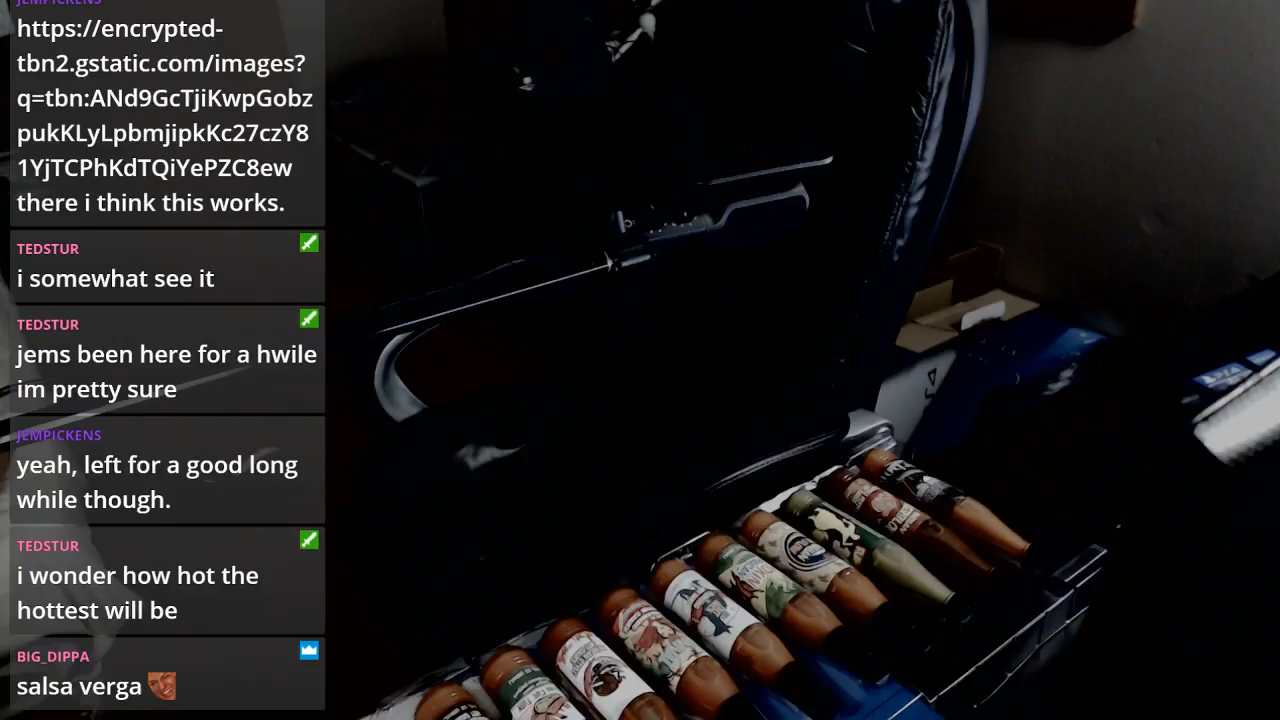 JEMPICKENS
https://encrypted-
tbn2.gstatic.com/images?
q=tbn:ANd9GcTjiKwpGobz
pukKLyLpbmjipkKc27czY8
1YjTCPhKdTQiYePZC8ew
there i think this works.
TEDSTUR
i somewhat see it
TEDSTUR
jems been here for a hwile
im pretty sure
JEMPICKENS
yeah, left for a good long
while though.
TEDSTUR
i wonder how hot the
hottest will be
BIG_DIPPA
salsa verga